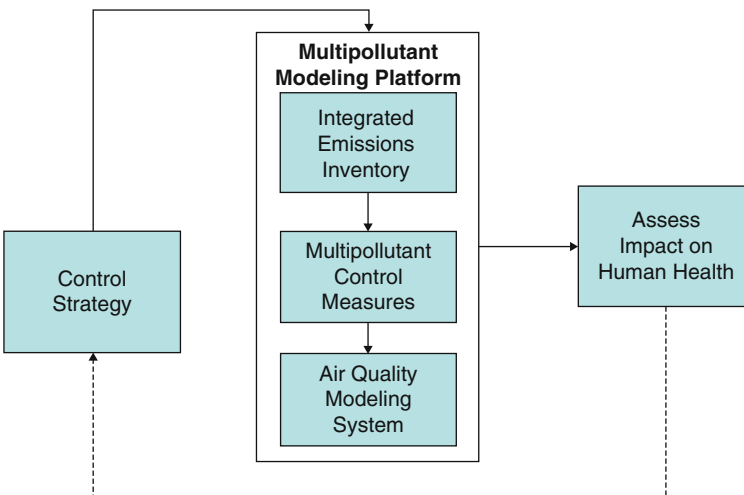 Multipollutant
Modeling Platform
Integrated
Emissions
Inventory
Multipollutant
Control
Measures
Air Quality
Modeling
System
Control
Strategy
Assess
Impact on
Human Health